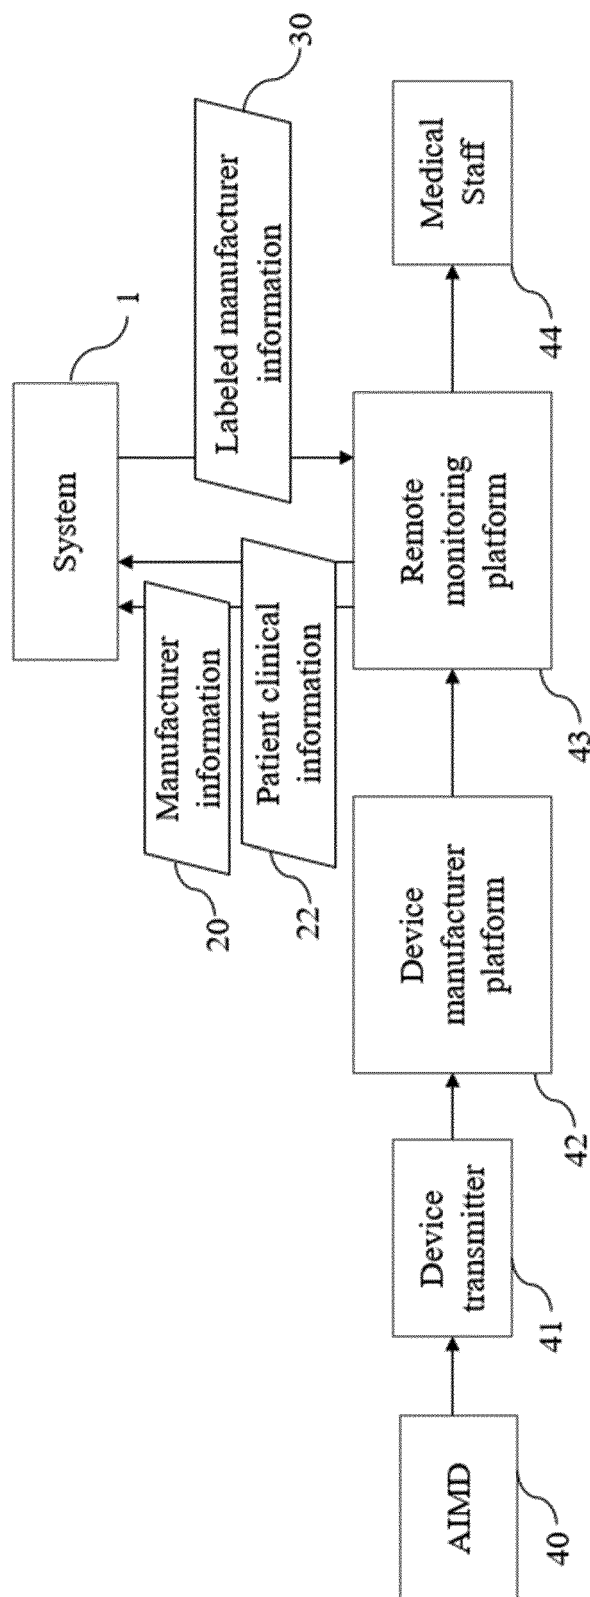 System
1
Manufacturer
information
20
Patient clinical
information
22
Labeled manufacturer
information
30
AIMD
40
Device
transmitter
41
Device
manufacturer
platform
42
Remote
monitoring
platform
43
Medical
Staff
44